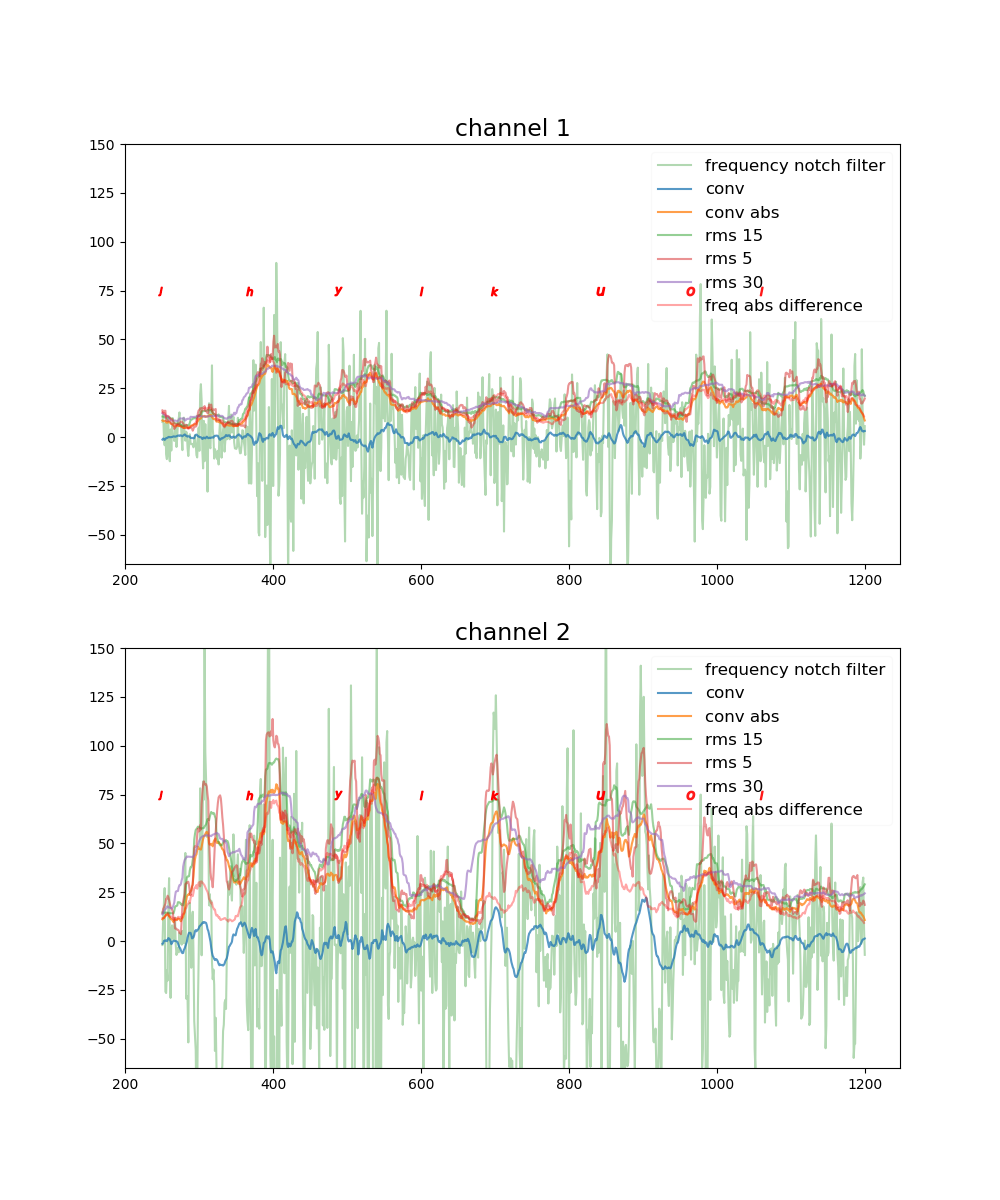 channel 1
150
125
100
75
50
25
0
−25
−50
frequency notch filter
conv
conv abs
rms 15
rms 5
rms 30
freq abs difference
J h y l k u o l
200 400 600 800 1000 1200
channel 2
150
125
100
75
50
25
0
−25
−50
frequency notch filter
conv
conv abs
rms 15
rms 5
rms 30
freq abs difference
J h y l k u o l
200 400 600 800 1000 1200